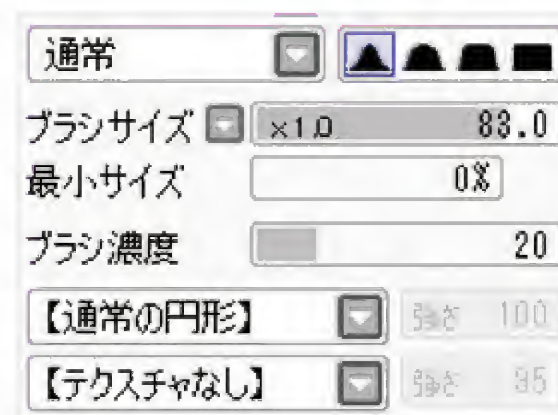 通常
ブラシサイズ ×1.0 83.0
最小サイズ 0%
ブラシ濃度 20
【通常の円形】 強さ 100
【テクスチャなし】 強さ 95